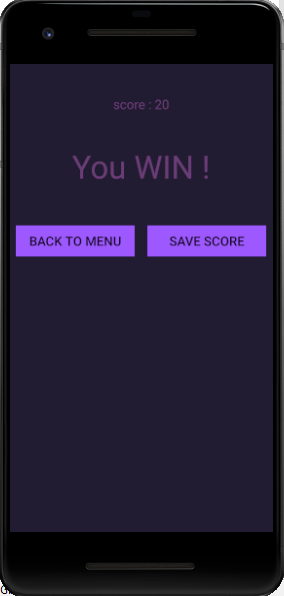 score : 20
You WIN !
BACK TO MENU
SAVE SCORE